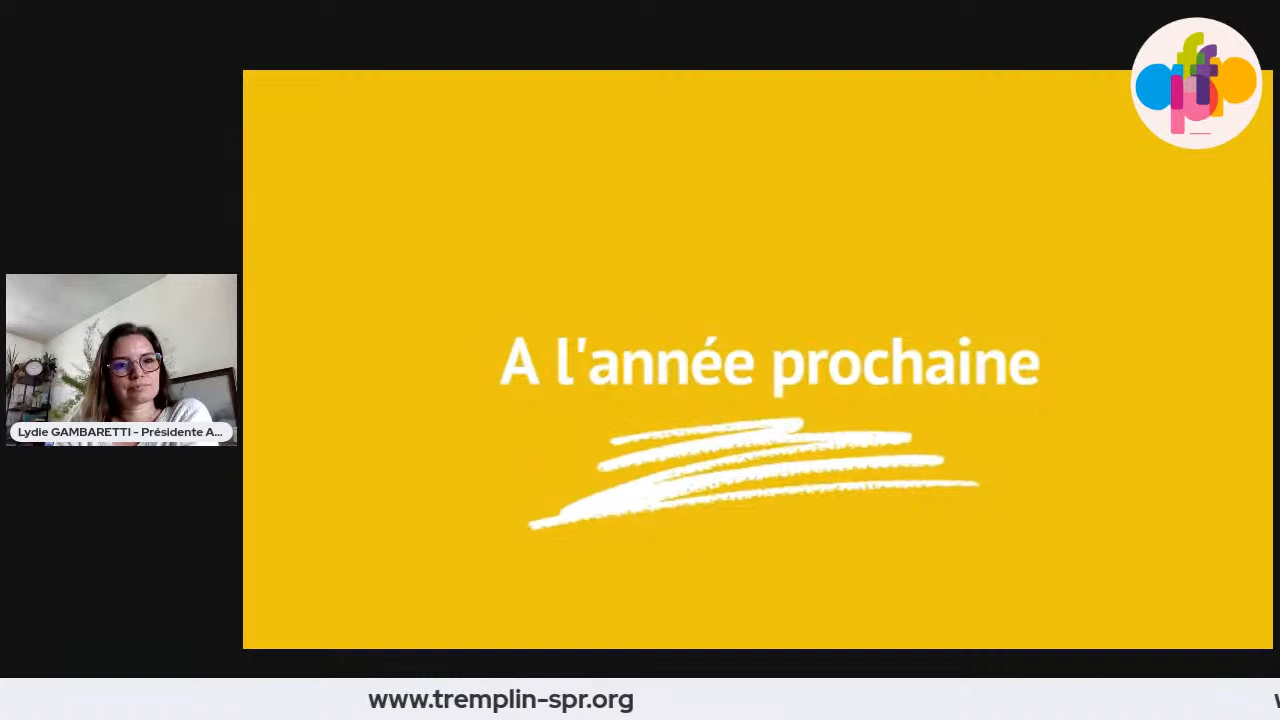 A l'année prochaine
Lydie GAMBARETTI - Présidente A...
www.tremplin-spr.org